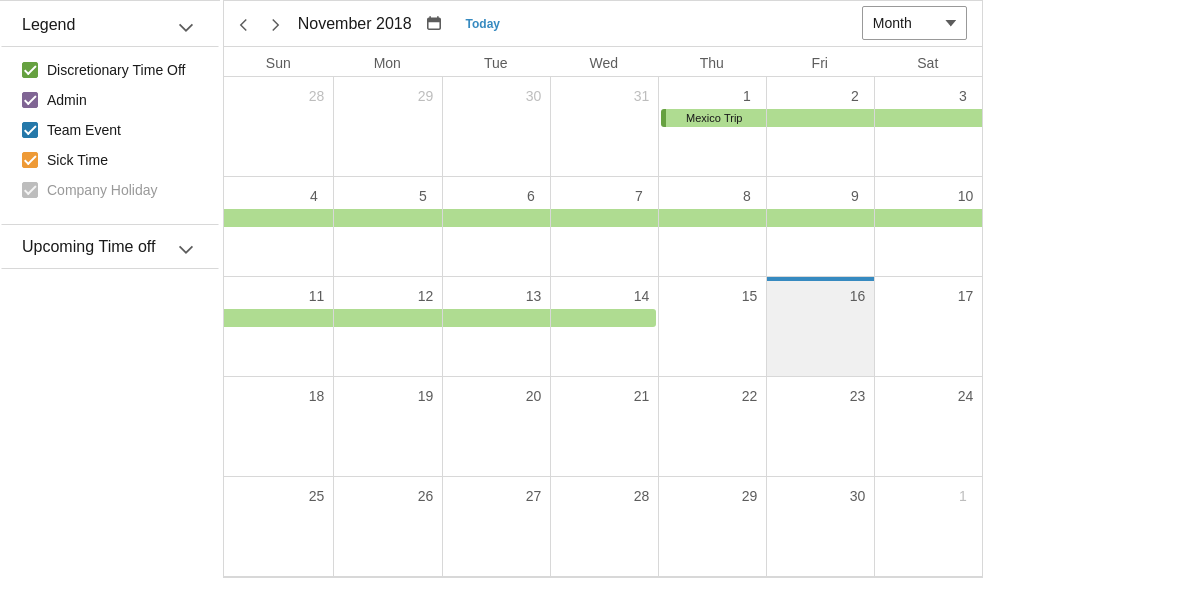 Legend
Discretionary Time Off
Admin
Team Event
Sick Time
Company Holiday
Upcoming Time off
November 2018 Today Month
Sun Mon Tue Wed Thu Fri Sat
28 29 30 31 1 2 3
Mexico Trip
4 5 6 7 8 9 10
11 12 13 14 15 16 17
18 19 20 21 22 23 24
25 26 27 28 29 30 1